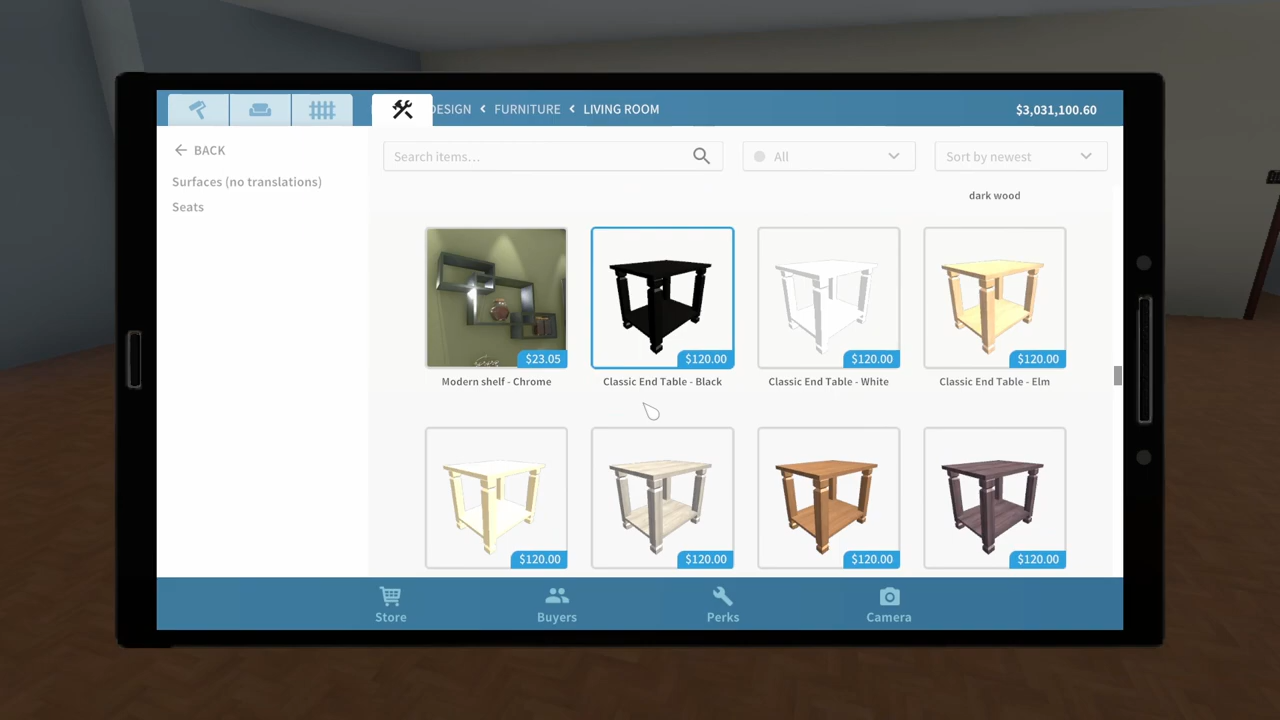 DESIGN < FURNITURE < LIVING ROOM
$3,031,100.60
BACK
Search items...
All
Sort by newest
Surfaces (no translations)
Seats
dark wood
$23.05
$120.00
$120.00
$120.00
Modern shelf - Chrome
Classic End Table - Black
Classic End Table - White
Classic End Table - Elm
$120.00
$120.00
$120.00
$120.00
Store
Buyers
Perks
Camera